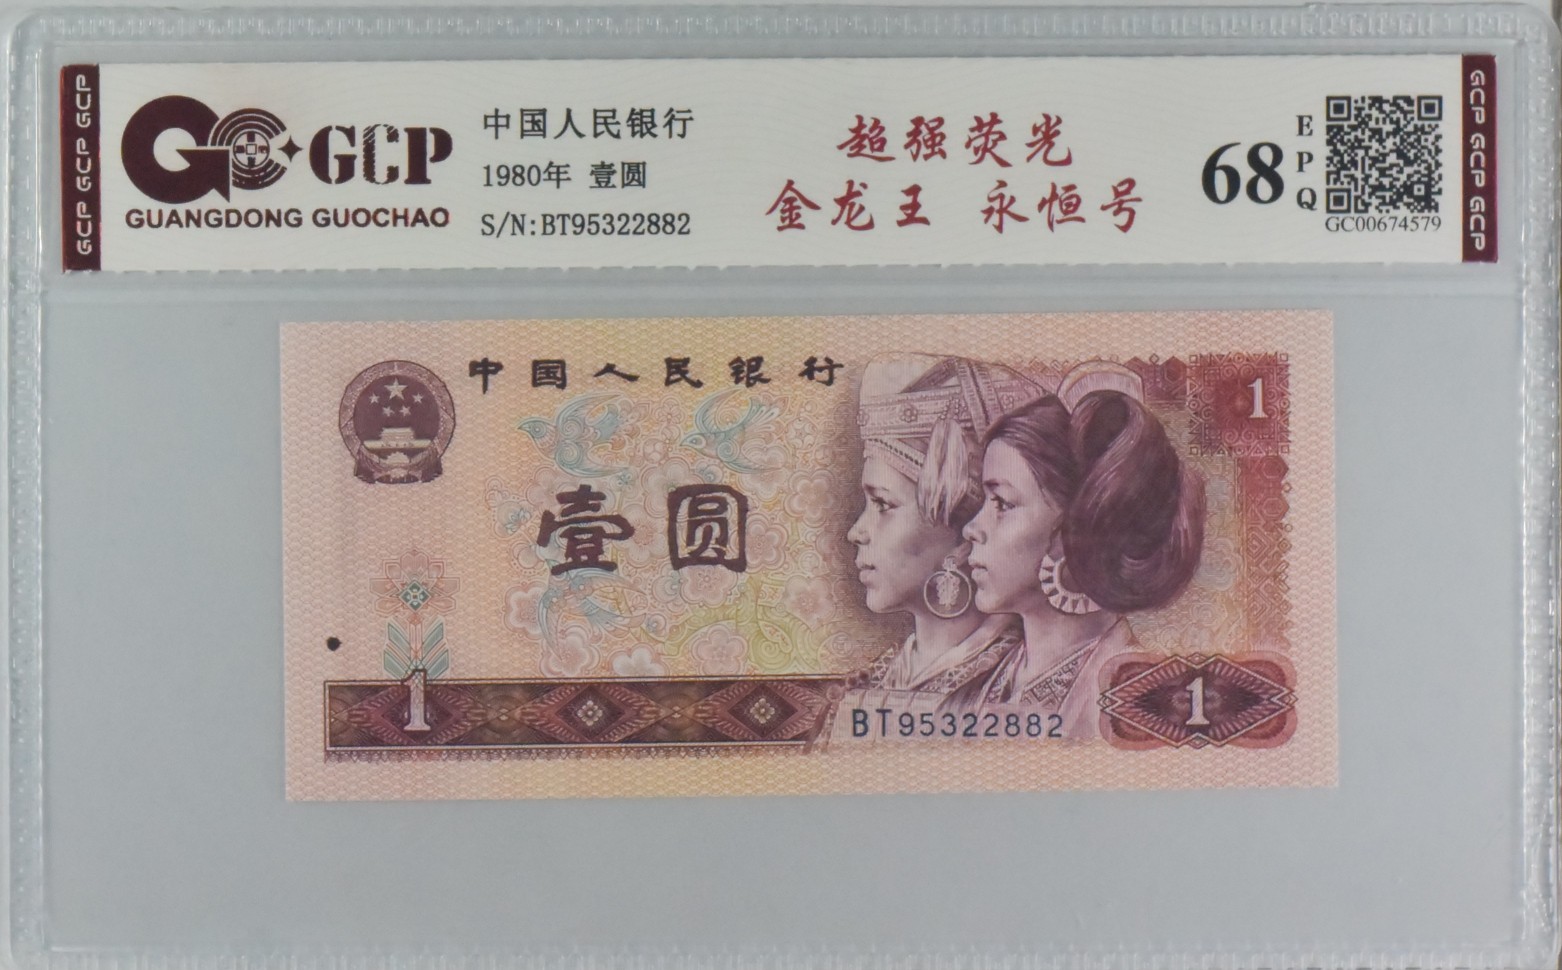 GCP GCP GCP
GCP
GUANGDONG GUOCHAO
中国人民银行
1980年 壹圆
S/N:BT95322882
超强荧光
金龙王 永恒号
68
EPQ
GC00674579
GCP GCP GCP
中国人民银行
1
壹圆
1
BT95322882
1